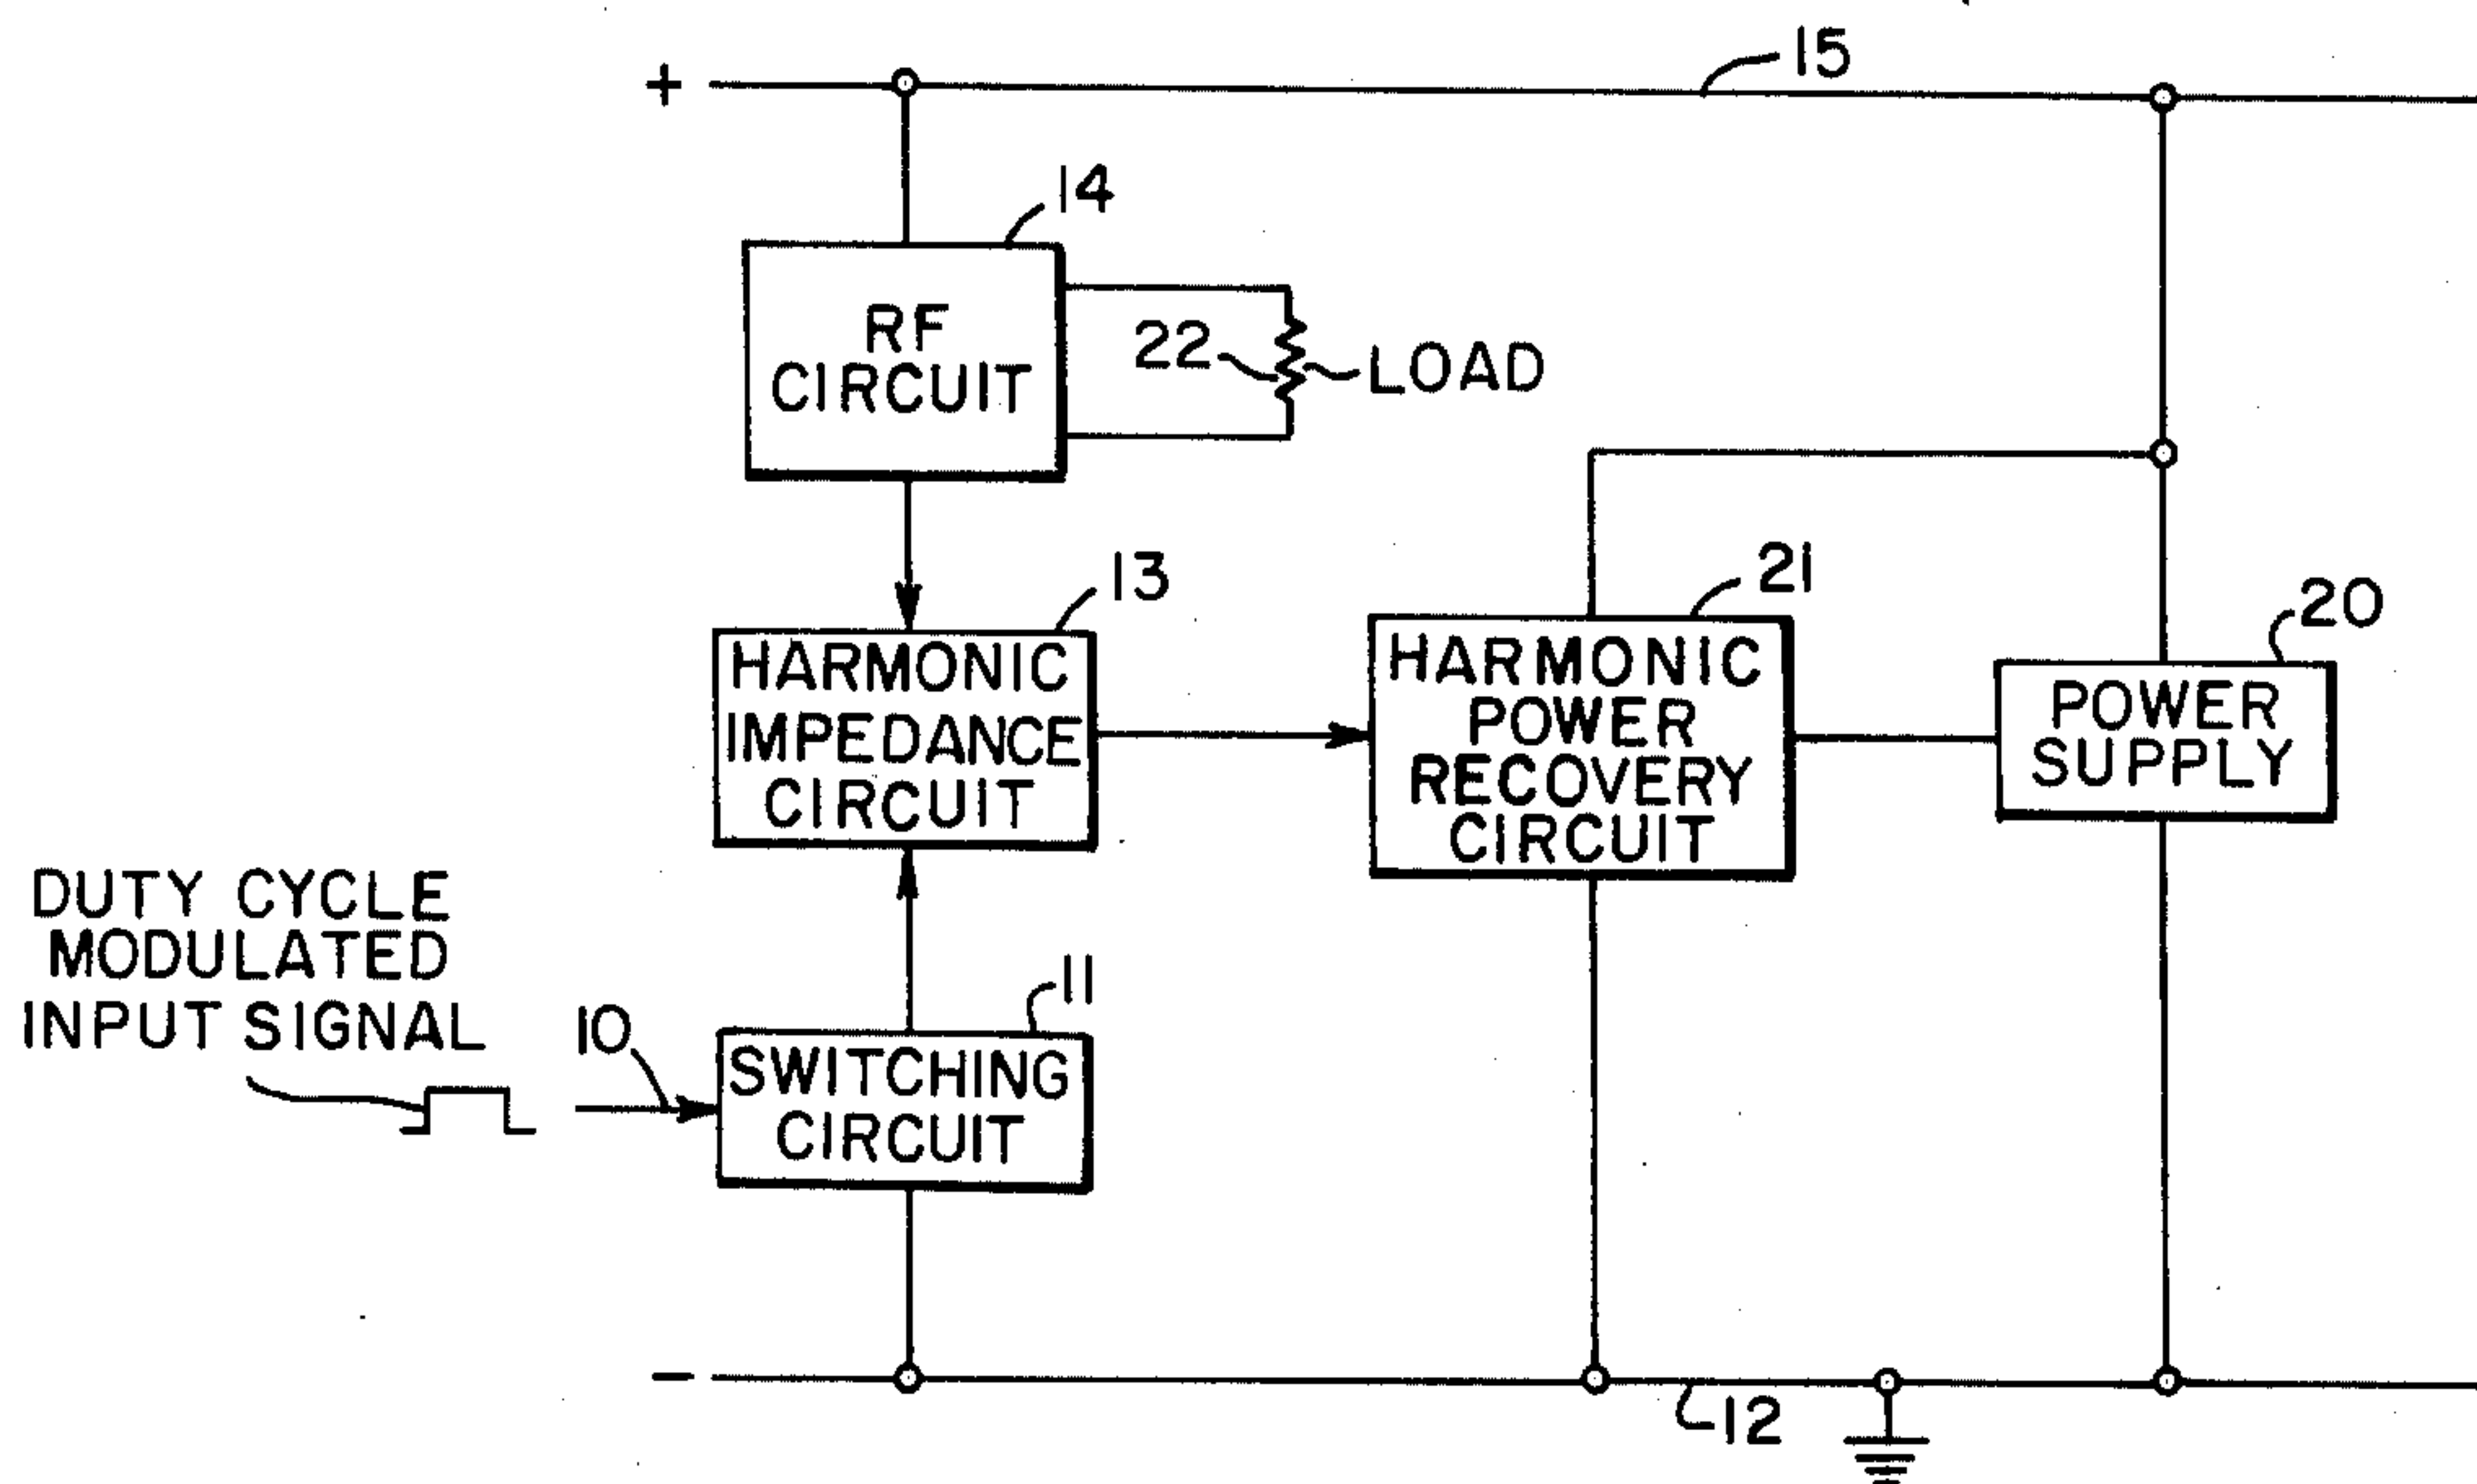 +
15
14
RF
CIRCUIT
22
LOAD
13
HARMONIC
IMPEDANCE
CIRCUIT
21
HARMONIC
POWER
RECOVERY
CIRCUIT
20
POWER
SUPPLY
DUTY CYCLE
MODULATED
INPUT SIGNAL
10
11
SWITCHING
CIRCUIT
−
12